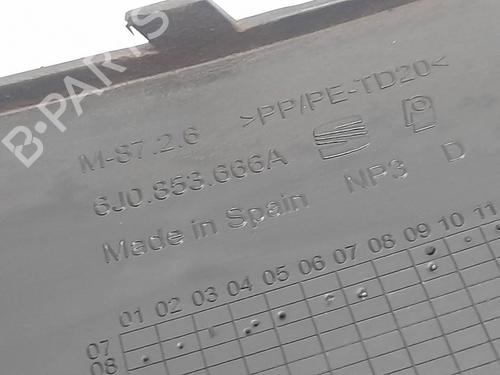 B-PARTS
M-87.2.6 >PP/PE-TD20<
6J0.853.666A
Made in Spain NP3 D
01 02 03 04 05 06 07 08 09 10 11
07
08